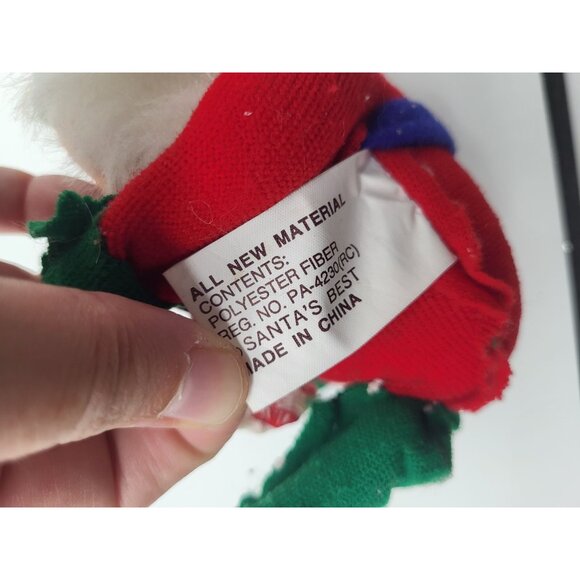 ALL NEW MATERIAL
CONTENTS:
POLYESTER FIBER
REG. NO. PA-4230(RC)
SANTA'S BEST
MADE IN CHINA